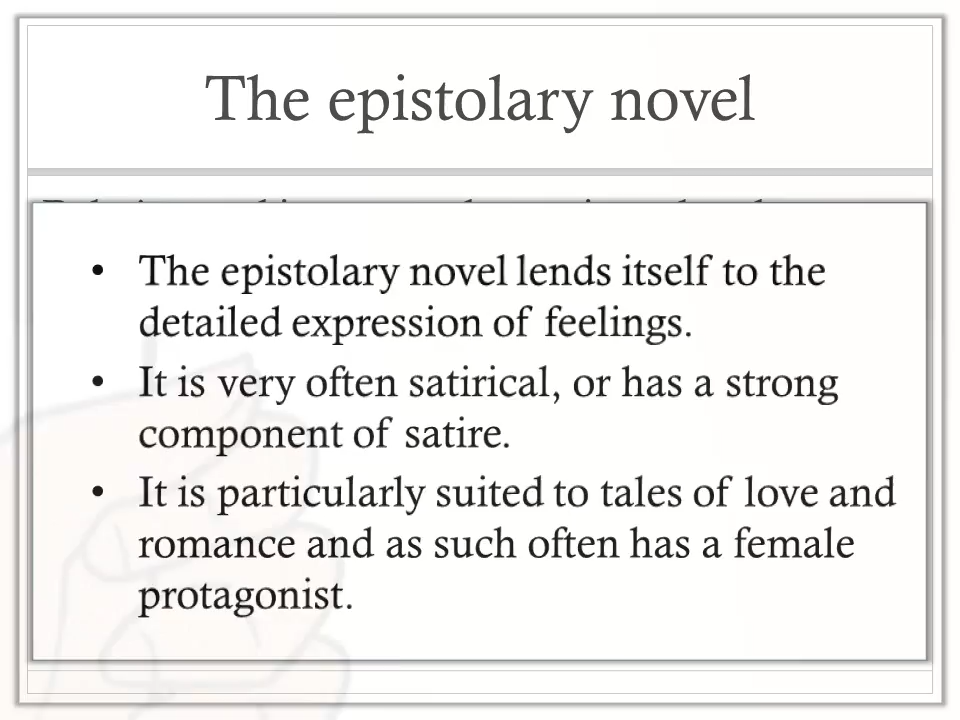 The epistolary novel
• The epistolary novel lends itself to the
detailed expression of feelings.
• It is very often satirical, or has a strong
component of satire.
• It is particularly suited to tales of love and
romance and as such often has a female
protagonist.